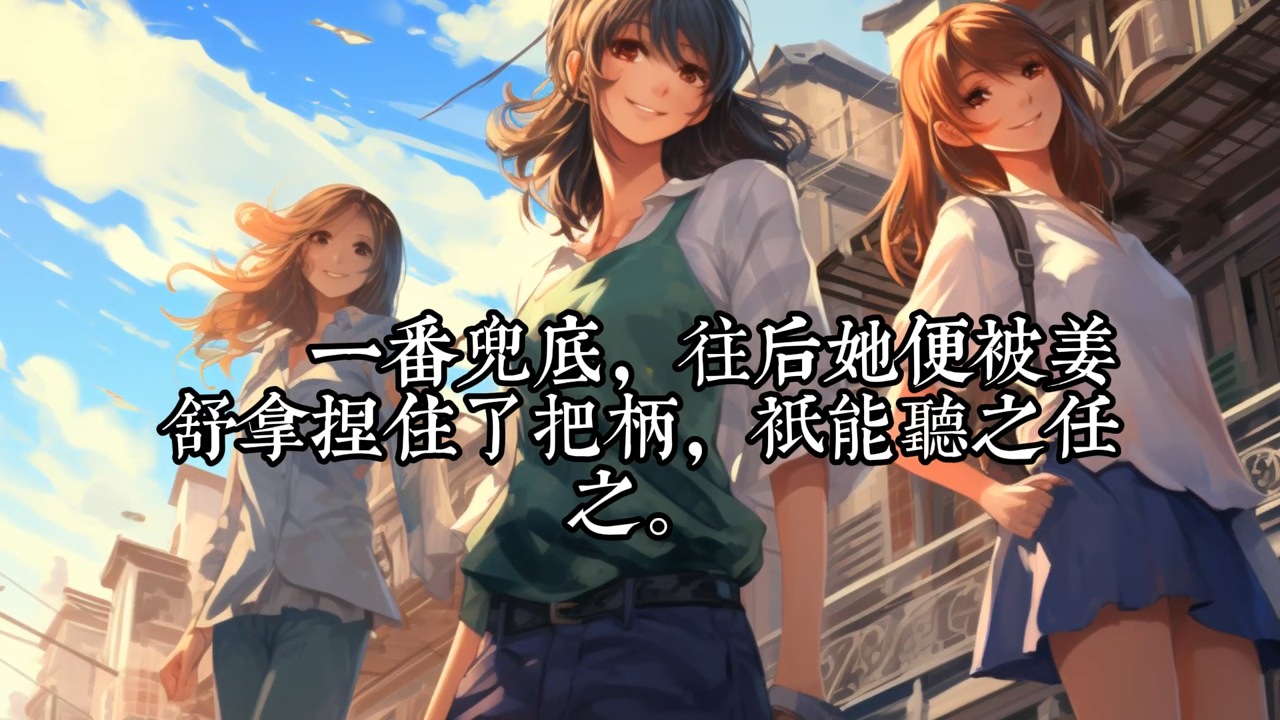 一番兜底，往后她便被姜
舒拿捏住了把柄，祇能聽之任
之。